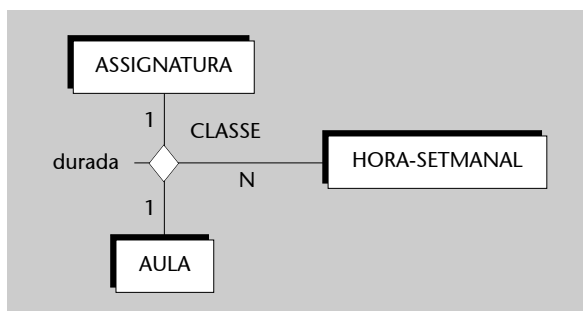 ASSIGNATURA
1
CLASSE
durada
HORA-SETMANAL
N
1
AULA